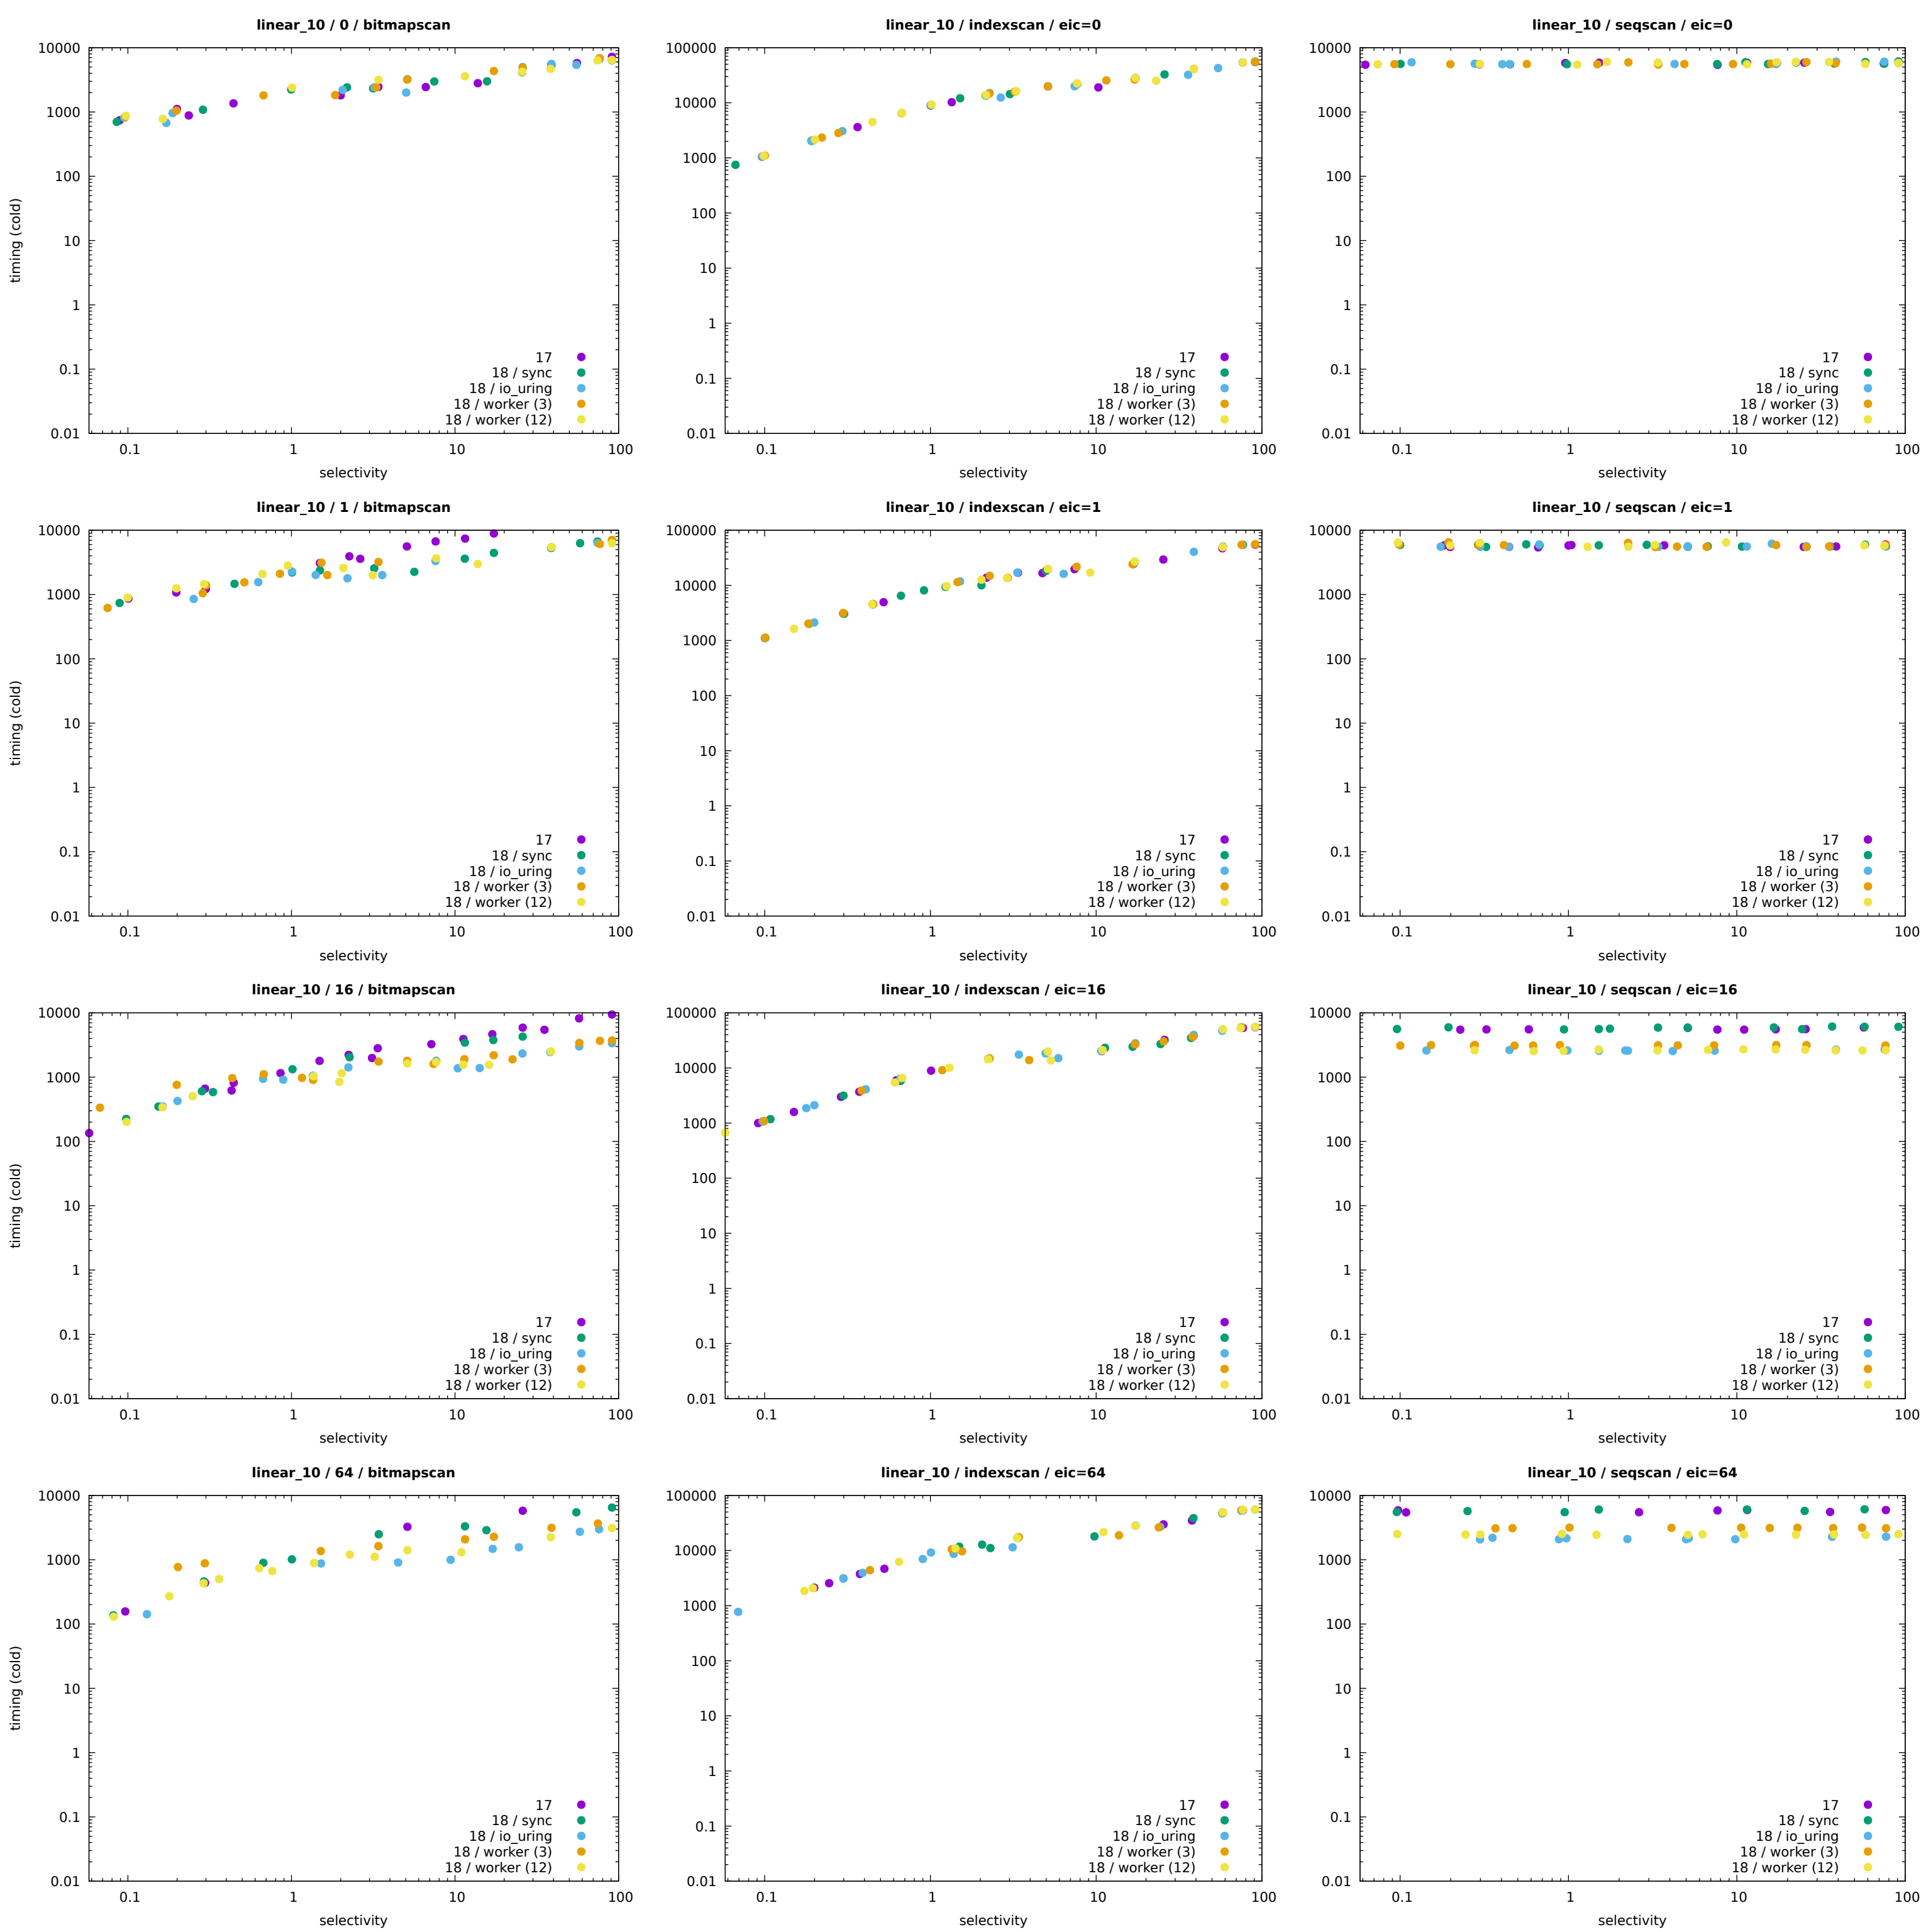 linear_10 / 0 / bitmapscan
10000
1000
100
10
1
0.1
0.01
timing (cold)
17
18 / sync
18 / io_uring
18 / worker (3)
18 / worker (12)
0.1 1 10 100
selectivity
linear_10 / indexscan / eic=0
100000
10000
1000
100
10
1
0.1
0.01
17
18 / sync
18 / io_uring
18 / worker (3)
18 / worker (12)
0.1 1 10 100
selectivity
linear_10 / seqscan / eic=0
10000
1000
100
10
1
0.1
0.01
17
18 / sync
18 / io_uring
18 / worker (3)
18 / worker (12)
0.1 1 10 100
selectivity
linear_10 / 1 / bitmapscan
10000
1000
100
10
1
0.1
0.01
timing (cold)
17
18 / sync
18 / io_uring
18 / worker (3)
18 / worker (12)
0.1 1 10 100
selectivity
linear_10 / indexscan / eic=1
100000
10000
1000
100
10
1
0.1
0.01
17
18 / sync
18 / io_uring
18 / worker (3)
18 / worker (12)
0.1 1 10 100
selectivity
linear_10 / seqscan / eic=1
10000
1000
100
10
1
0.1
0.01
17
18 / sync
18 / io_uring
18 / worker (3)
18 / worker (12)
0.1 1 10 100
selectivity
linear_10 / 16 / bitmapscan
10000
1000
100
10
1
0.1
0.01
timing (cold)
17
18 / sync
18 / io_uring
18 / worker (3)
18 / worker (12)
0.1 1 10 100
selectivity
linear_10 / indexscan / eic=16
100000
10000
1000
100
10
1
0.1
0.01
17
18 / sync
18 / io_uring
18 / worker (3)
18 / worker (12)
0.1 1 10 100
selectivity
linear_10 / seqscan / eic=16
10000
1000
100
10
1
0.1
0.01
17
18 / sync
18 / io_uring
18 / worker (3)
18 / worker (12)
0.1 1 10 100
selectivity
linear_10 / 64 / bitmapscan
10000
1000
100
10
1
0.1
0.01
timing (cold)
17
18 / sync
18 / io_uring
18 / worker (3)
18 / worker (12)
0.1 1 10 100
selectivity
linear_10 / indexscan / eic=64
100000
10000
1000
100
10
1
0.1
0.01
17
18 / sync
18 / io_uring
18 / worker (3)
18 / worker (12)
0.1 1 10 100
selectivity
linear_10 / seqscan / eic=64
10000
1000
100
10
1
0.1
0.01
17
18 / sync
18 / io_uring
18 / worker (3)
18 / worker (12)
0.1 1 10 100
selectivity